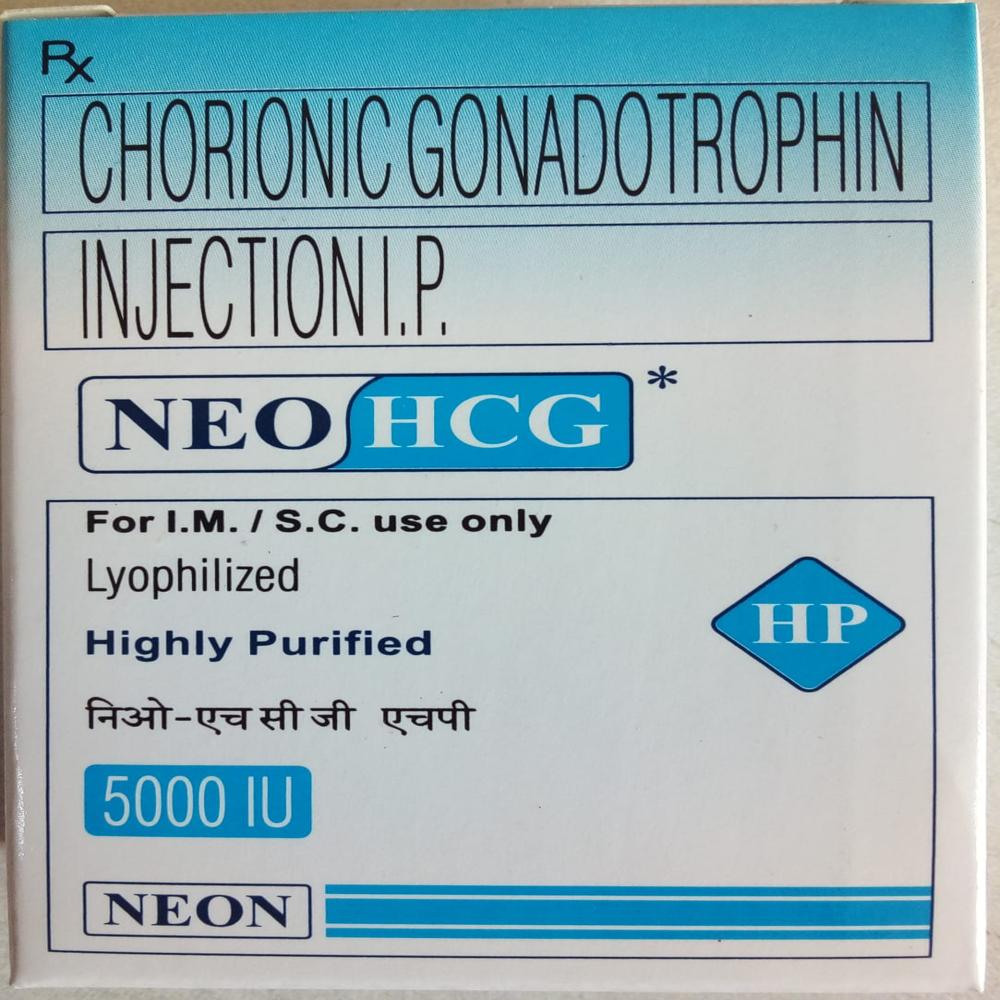 Rx
CHORIONIC GONADOTROPHIN
INJECTION I.P.
NEO HCG *
For I.M. / S.C. use only
Lyophilized
Highly Purified
HP
निओ-एच सी जी एचपी
5000 IU
NEON